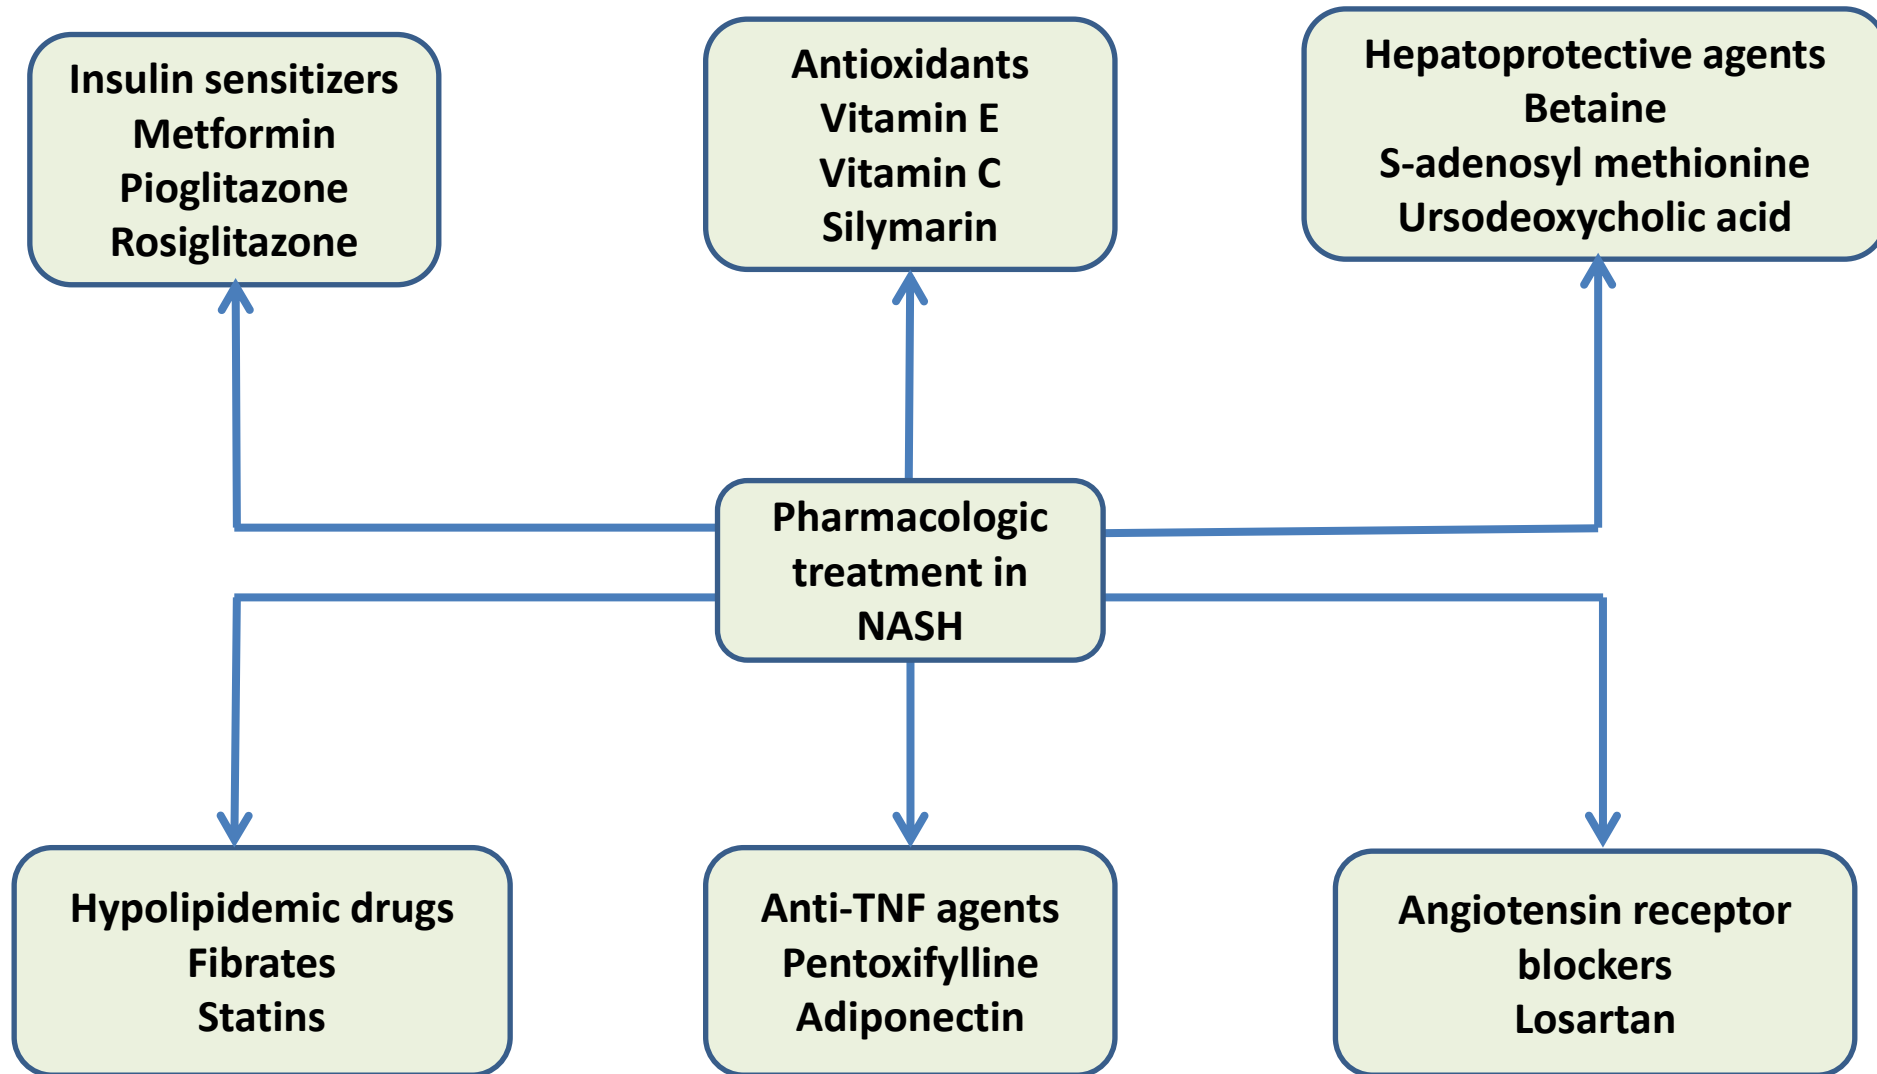 Insulin sensitizers
Metformin
Pioglitazone
Rosiglitazone
Antioxidants
Vitamin E
Vitamin C
Silymarin
Hepatoprotective agents
Betaine
S-adenosyl methionine
Ursodeoxycholic acid
Pharmacologic
treatment in
NASH
Hypolipidemic drugs
Fibrates
Statins
Anti-TNF agents
Pentoxifylline
Adiponectin
Angiotensin receptor
blockers
Losartan